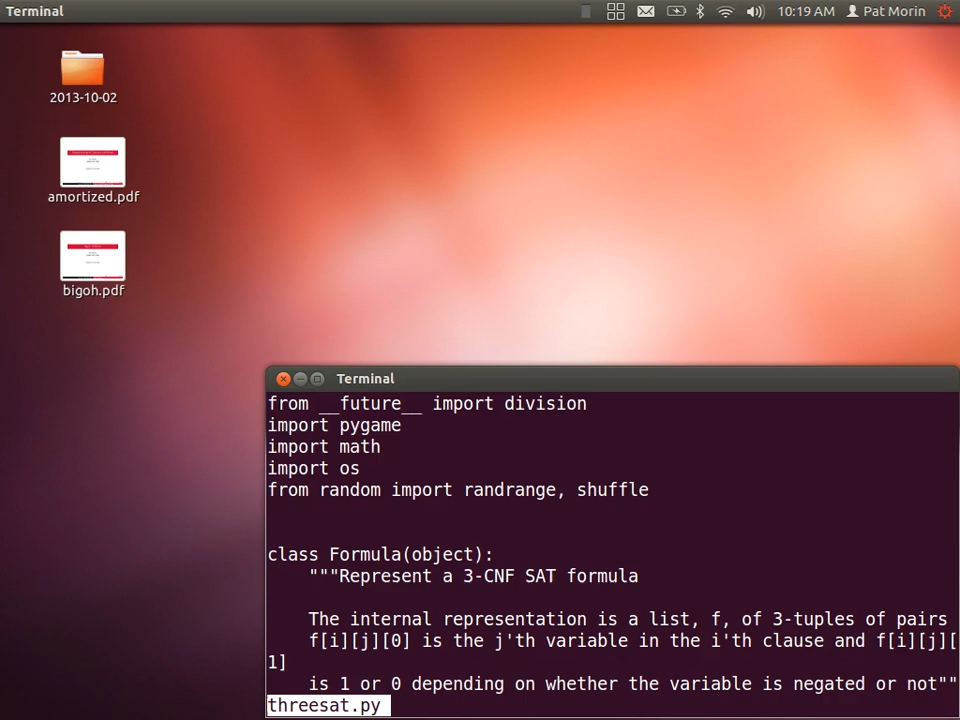 Terminal
10:19 AM
Pat Morin
2013-10-02
amortized.pdf
bigoh.pdf
Terminal
from __future__ import division
import pygame
import math
import os
from random import randrange, shuffle
class Formula(object):
"""Represent a 3-CNF SAT formula
The internal representation is a list, f, of 3-tuples of pairs
f[i][j][0] is the j'th variable in the i'th clause and f[i][j][
1]
is 1 or 0 depending on whether the variable is negated or not""
threesat.py